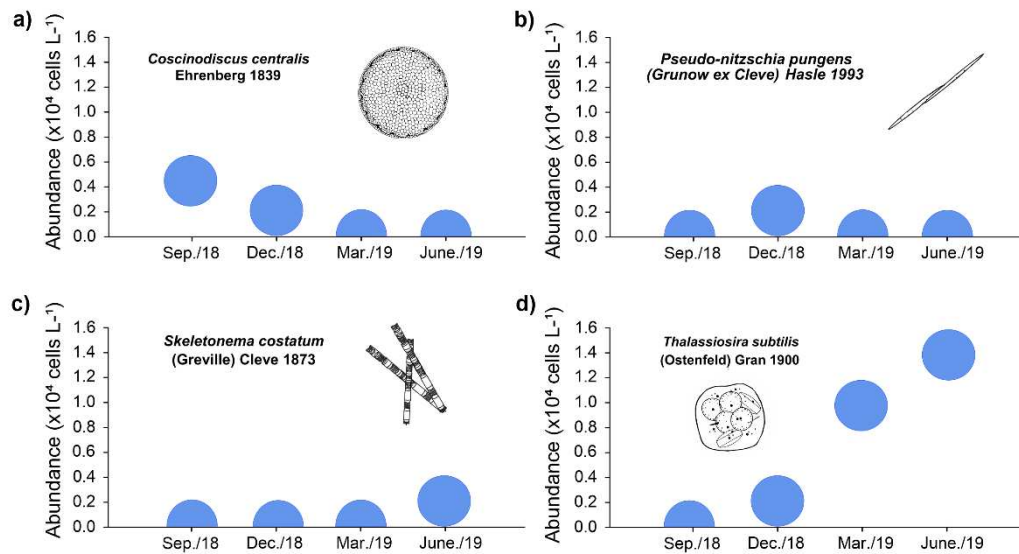 a)
Abundance (x10⁴ cells L-¹)
1.6
1.4
1.2
1.0
0.8
0.6
0.4
0.2
0.0
Coscinodiscus centralis
Ehrenberg 1839
Sep./18 Dec./18 Mar./19 June./19
b)
Abundance (x10⁴ cells L-¹)
1.6
1.4
1.2
1.0
0.8
0.6
0.4
0.2
0.0
Pseudo-nitzschia pungens
(Grunow ex Cleve) Hasle 1993
Sep./18 Dec./18 Mar./19 June./19
c)
Abundance (x10⁴ cells L-¹)
1.6
1.4
1.2
1.0
0.8
0.6
0.4
0.2
0.0
Skeletonema costatum
(Greville) Cleve 1873
Sep./18 Dec./18 Mar./19 June./19
d)
Abundance (x10⁴ cells L-¹)
1.6
1.4
1.2
1.0
0.8
0.6
0.4
0.2
0.0
Thalassiosira subtilis
(Ostenfeld) Gran 1900
Sep./18 Dec./18 Mar./19 June./19